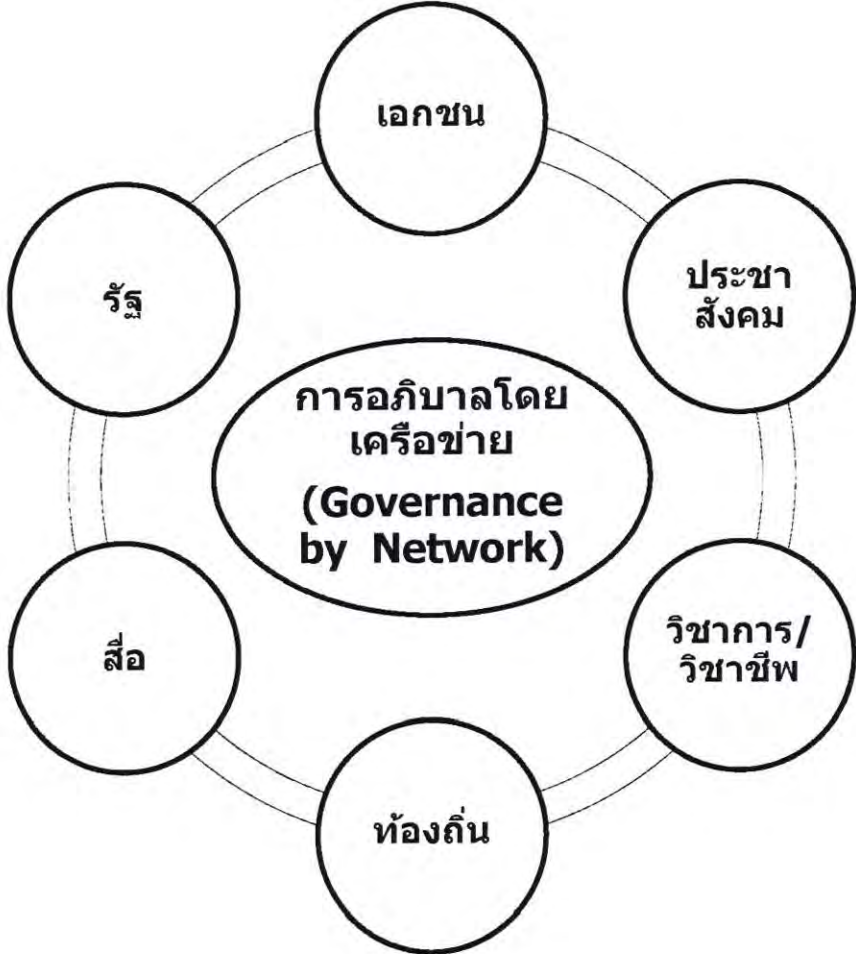 เอกชน
ประชา
สังคม
วิชาการ/
วิชาชีพ
ท้องถิ่น
สื่อ
รัฐ
การอภิบาลโดย
เครือข่าย
(Governance
by Network)